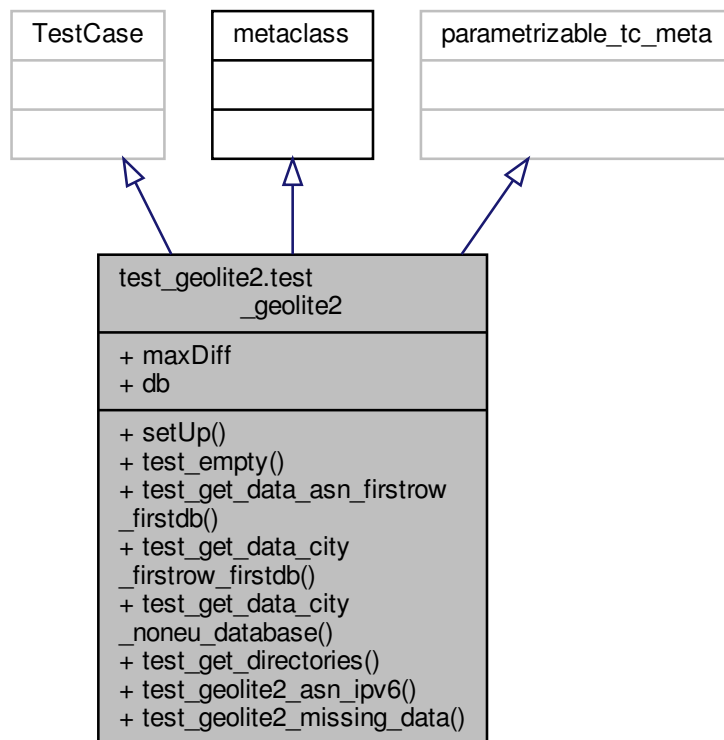 TestCase
metaclass
parametrizable_tc_meta
test_geolite2.test
_geolite2
+ maxDiff
+ db
+ setUp()
+ test_empty()
+ test_get_data_asn_firstrow
_firstdb()
+ test_get_data_city
_firstrow_firstdb()
+ test_get_data_city
_noneu_database()
+ test_get_directories()
+ test_geolite2_asn_ipv6()
+ test_geolite2_missing_data()